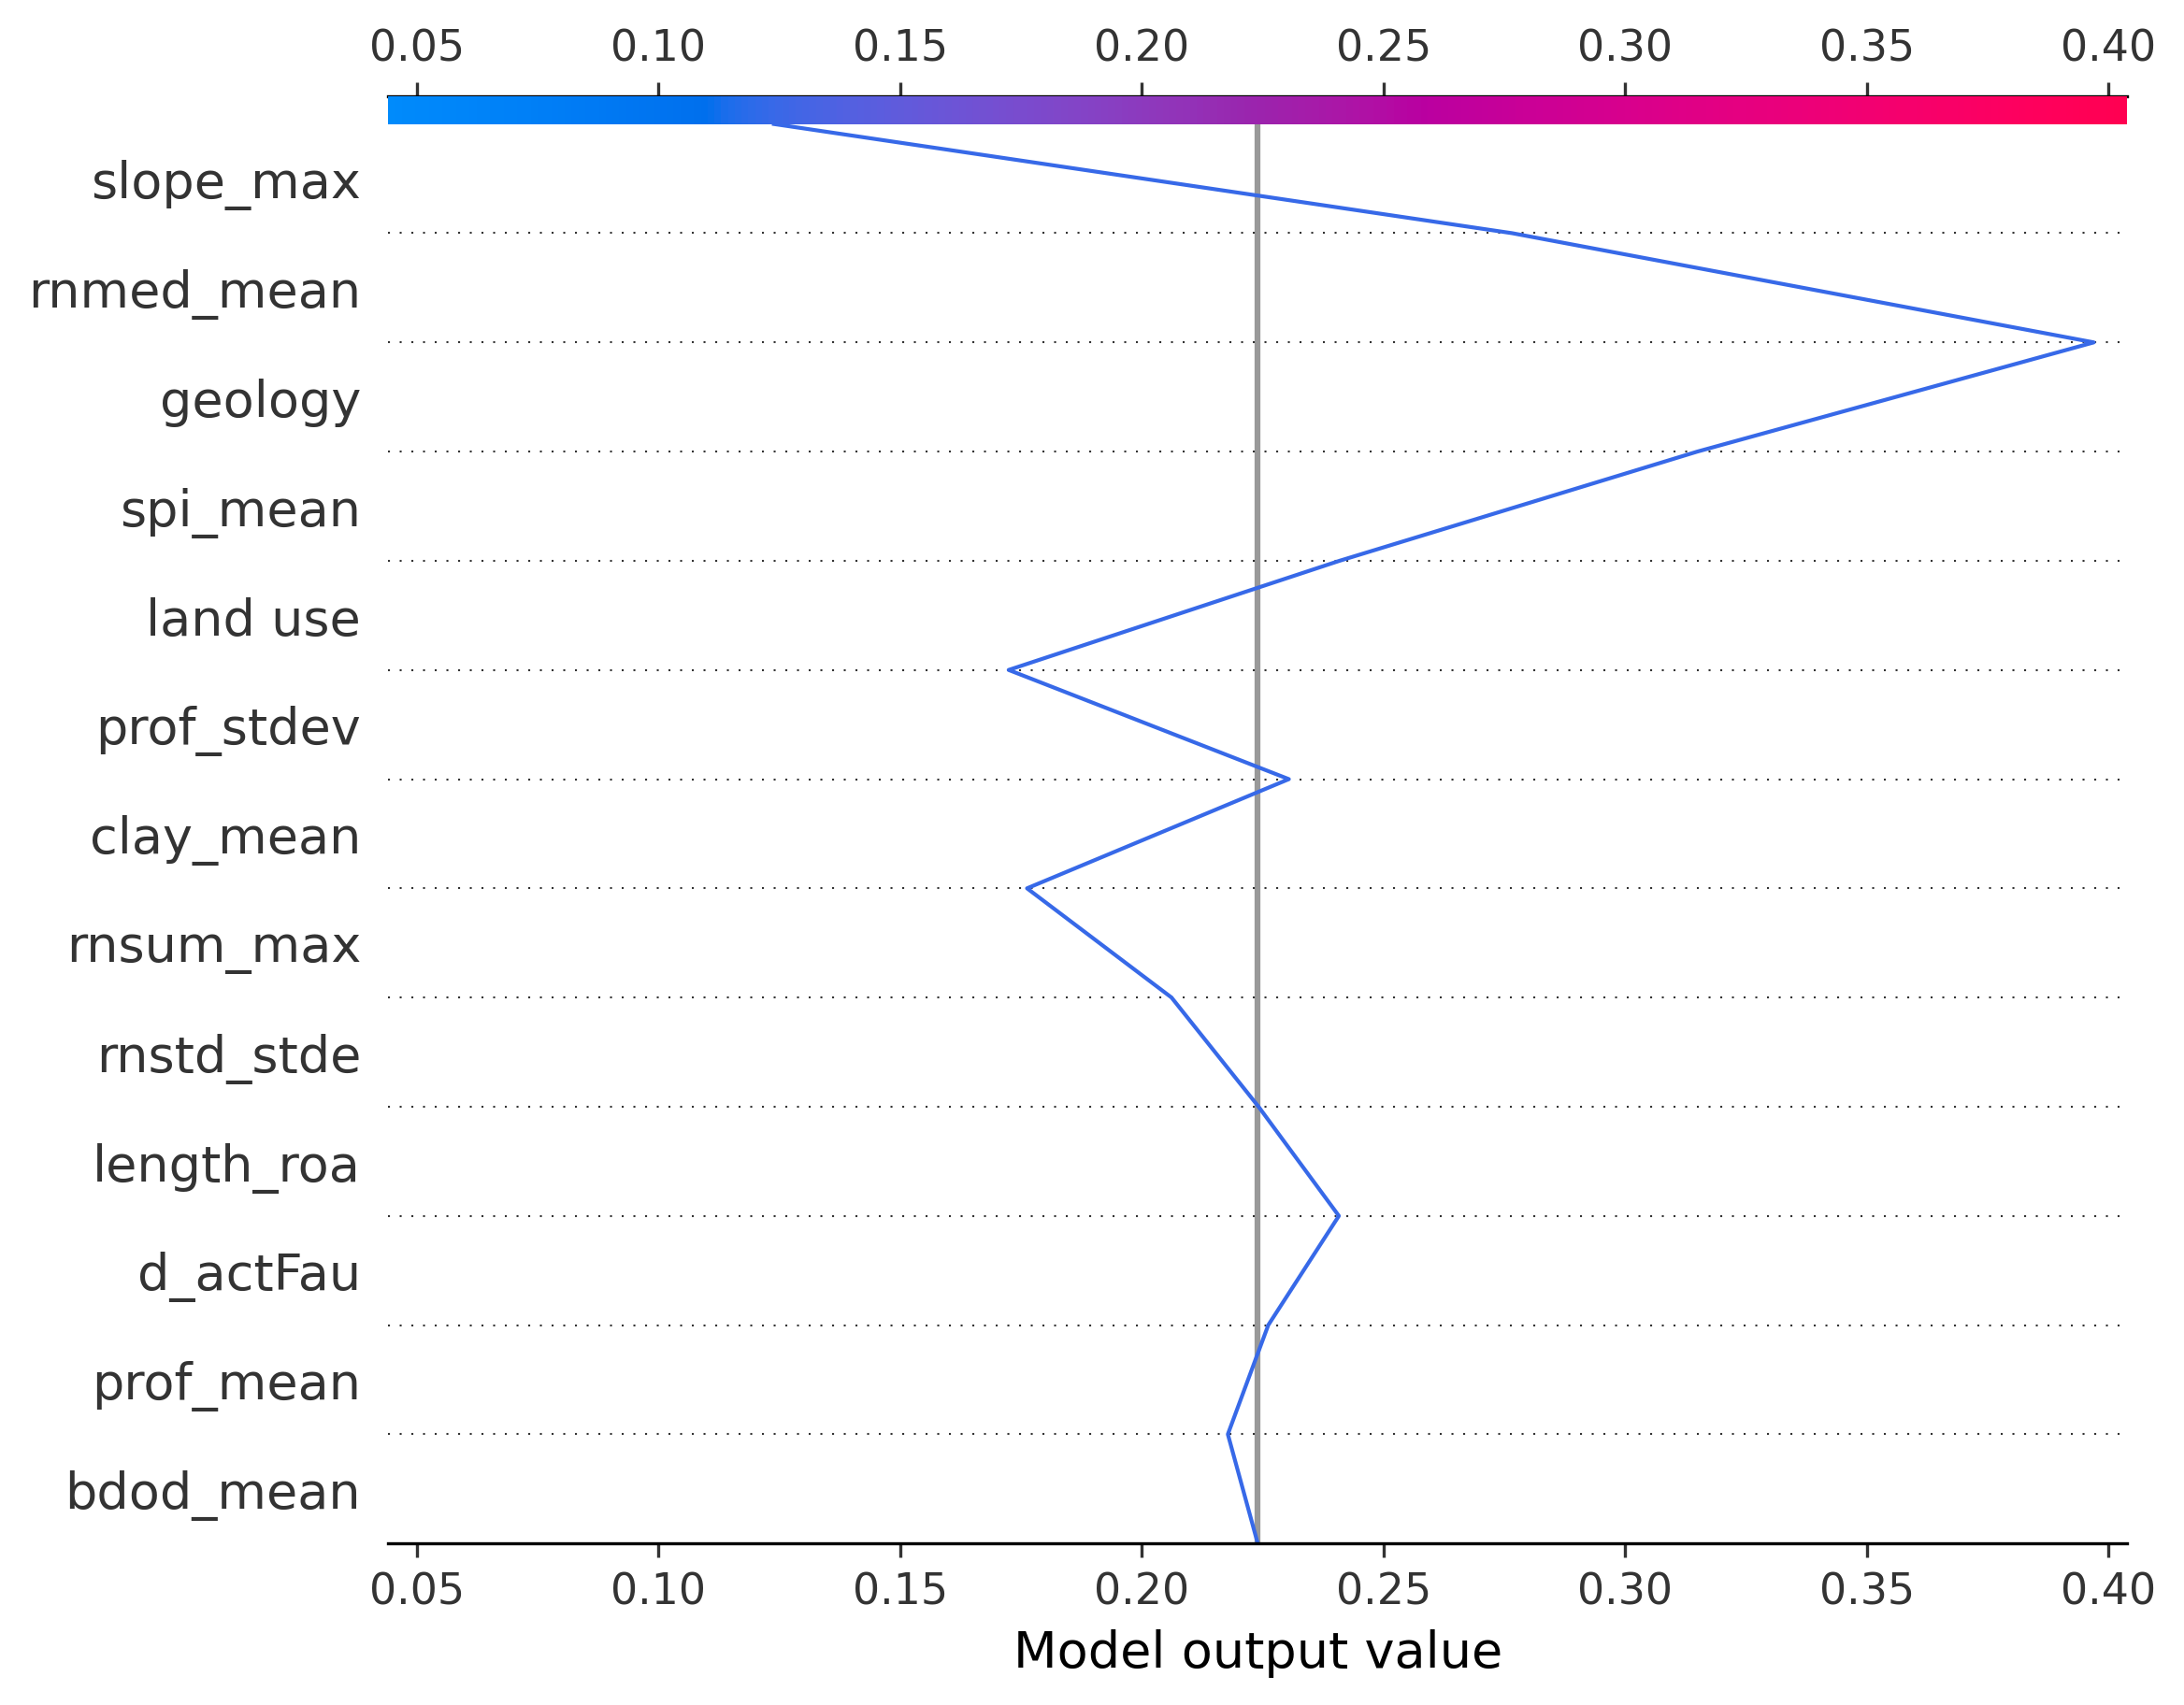 0.05 0.10 0.15 0.20 0.25 0.30 0.35 0.40
slope_max
rnmed_mean
geology
spi_mean
land use
prof_stdev
clay_mean
rnsum_max
rnstd_stde
length_roa
d_actFau
prof_mean
bdod_mean
0.05 0.10 0.15 0.20 0.25 0.30 0.35 0.40
Model output value